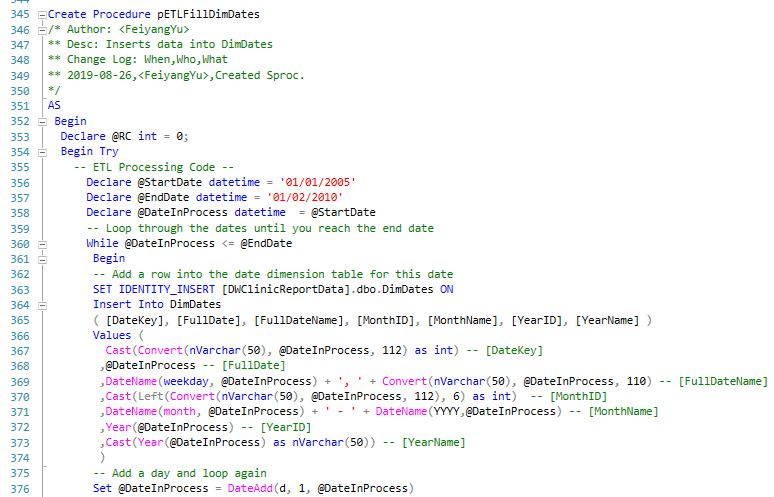 345 Create Procedure pETLFillDimDates
346 /* Author: <FeiyangYu>
347 ** Desc: Inserts data into DimDates
348 ** Change Log: When,Who,What
349 ** 2019-08-26,<FeiyangYu>,Created Sproc.
350 */
351 AS
352 Begin
353 Declare @RC int = 0;
354 Begin Try
355 -- ETL Processing Code --
356 Declare @StartDate datetime = '01/01/2005'
357 Declare @EndDate datetime = '01/02/2010'
358 Declare @DateInProcess datetime  = @StartDate
359 -- Loop through the dates until you reach the end date
360 While @DateInProcess <= @EndDate
361 Begin
362 -- Add a row into the date dimension table for this date
363 SET IDENTITY_INSERT [DWClinicReportData].dbo.DimDates ON
364 Insert Into DimDates
365 ( [DateKey], [FullDate], [FullDateName], [MonthID], [MonthName], [YearID], [YearName] )
366 Values (
367 Cast(Convert(nVarchar(50), @DateInProcess, 112) as int) -- [DateKey]
368 ,@DateInProcess -- [FullDate]
369 ,DateName(weekday, @DateInProcess) + ', ' + Convert(nVarchar(50), @DateInProcess, 110) -- [FullDateName]
370 ,Cast(Left(Convert(nVarchar(50), @DateInProcess, 112), 6) as int)  -- [MonthID]
371 ,DateName(month, @DateInProcess) + ' - ' + DateName(YYYY,@DateInProcess) -- [MonthName]
372 ,Year(@DateInProcess) -- [YearID]
373 ,Cast(Year(@DateInProcess) as nVarchar(50)) -- [YearName]
374 )
375 -- Add a day and loop again
376 Set @DateInProcess = DateAdd(d, 1, @DateInProcess)